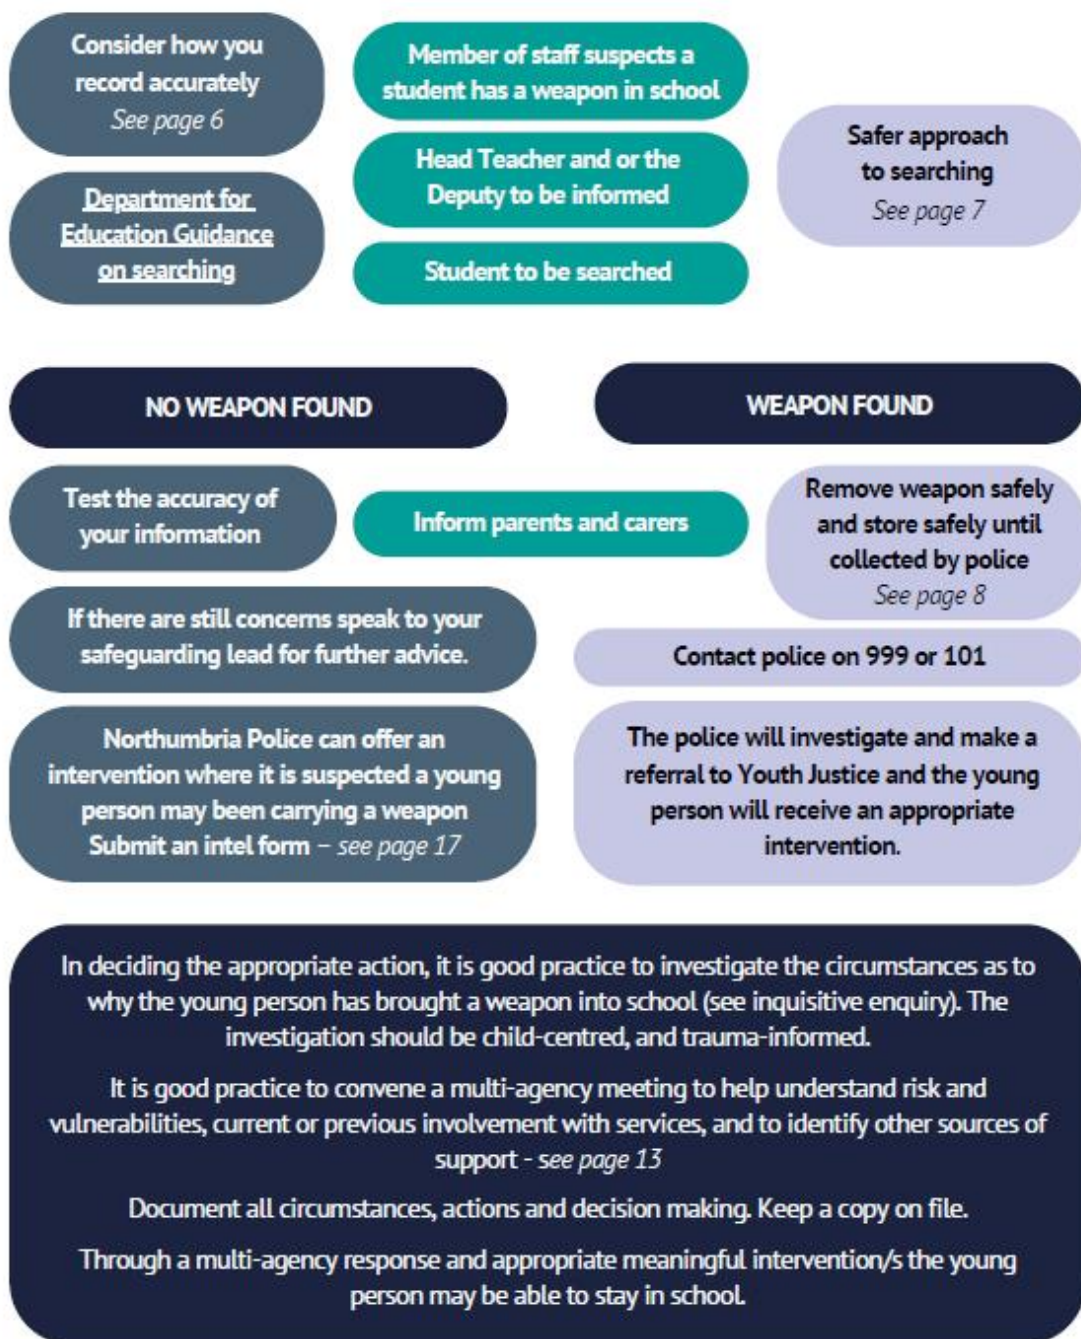 Consider how you
record accurately
See page 6
Department for
Education Guidance
on searching
Member of staff suspects a
student has a weapon in school
Head Teacher and or the
Deputy to be informed
Student to be searched
Safer approach
to searching
See page 7
NO WEAPON FOUND
WEAPON FOUND
Test the accuracy of
your information
Inform parents and carers
Remove weapon safely
and store safely until
collected by police
See page 8
If there are still concerns speak to your
safeguarding lead for further advice.
Contact police on 999 or 101
Northumbria Police can offer an
intervention where it is suspected a young
person may been carrying a weapon
Submit an intel form – see page 17
The police will investigate and make a
referral to Youth Justice and the young
person will receive an appropriate
intervention.
In deciding the appropriate action, it is good practice to investigate the circumstances as to
why the young person has brought a weapon into school (see inquisitive enquiry). The
investigation should be child-centred, and trauma-informed.
It is good practice to convene a multi-agency meeting to help understand risk and
vulnerabilities, current or previous involvement with services, and to identify other sources of
support - see page 13
Document all circumstances, actions and decision making. Keep a copy on file.
Through a multi-agency response and appropriate meaningful intervention/s the young
person may be able to stay in school.